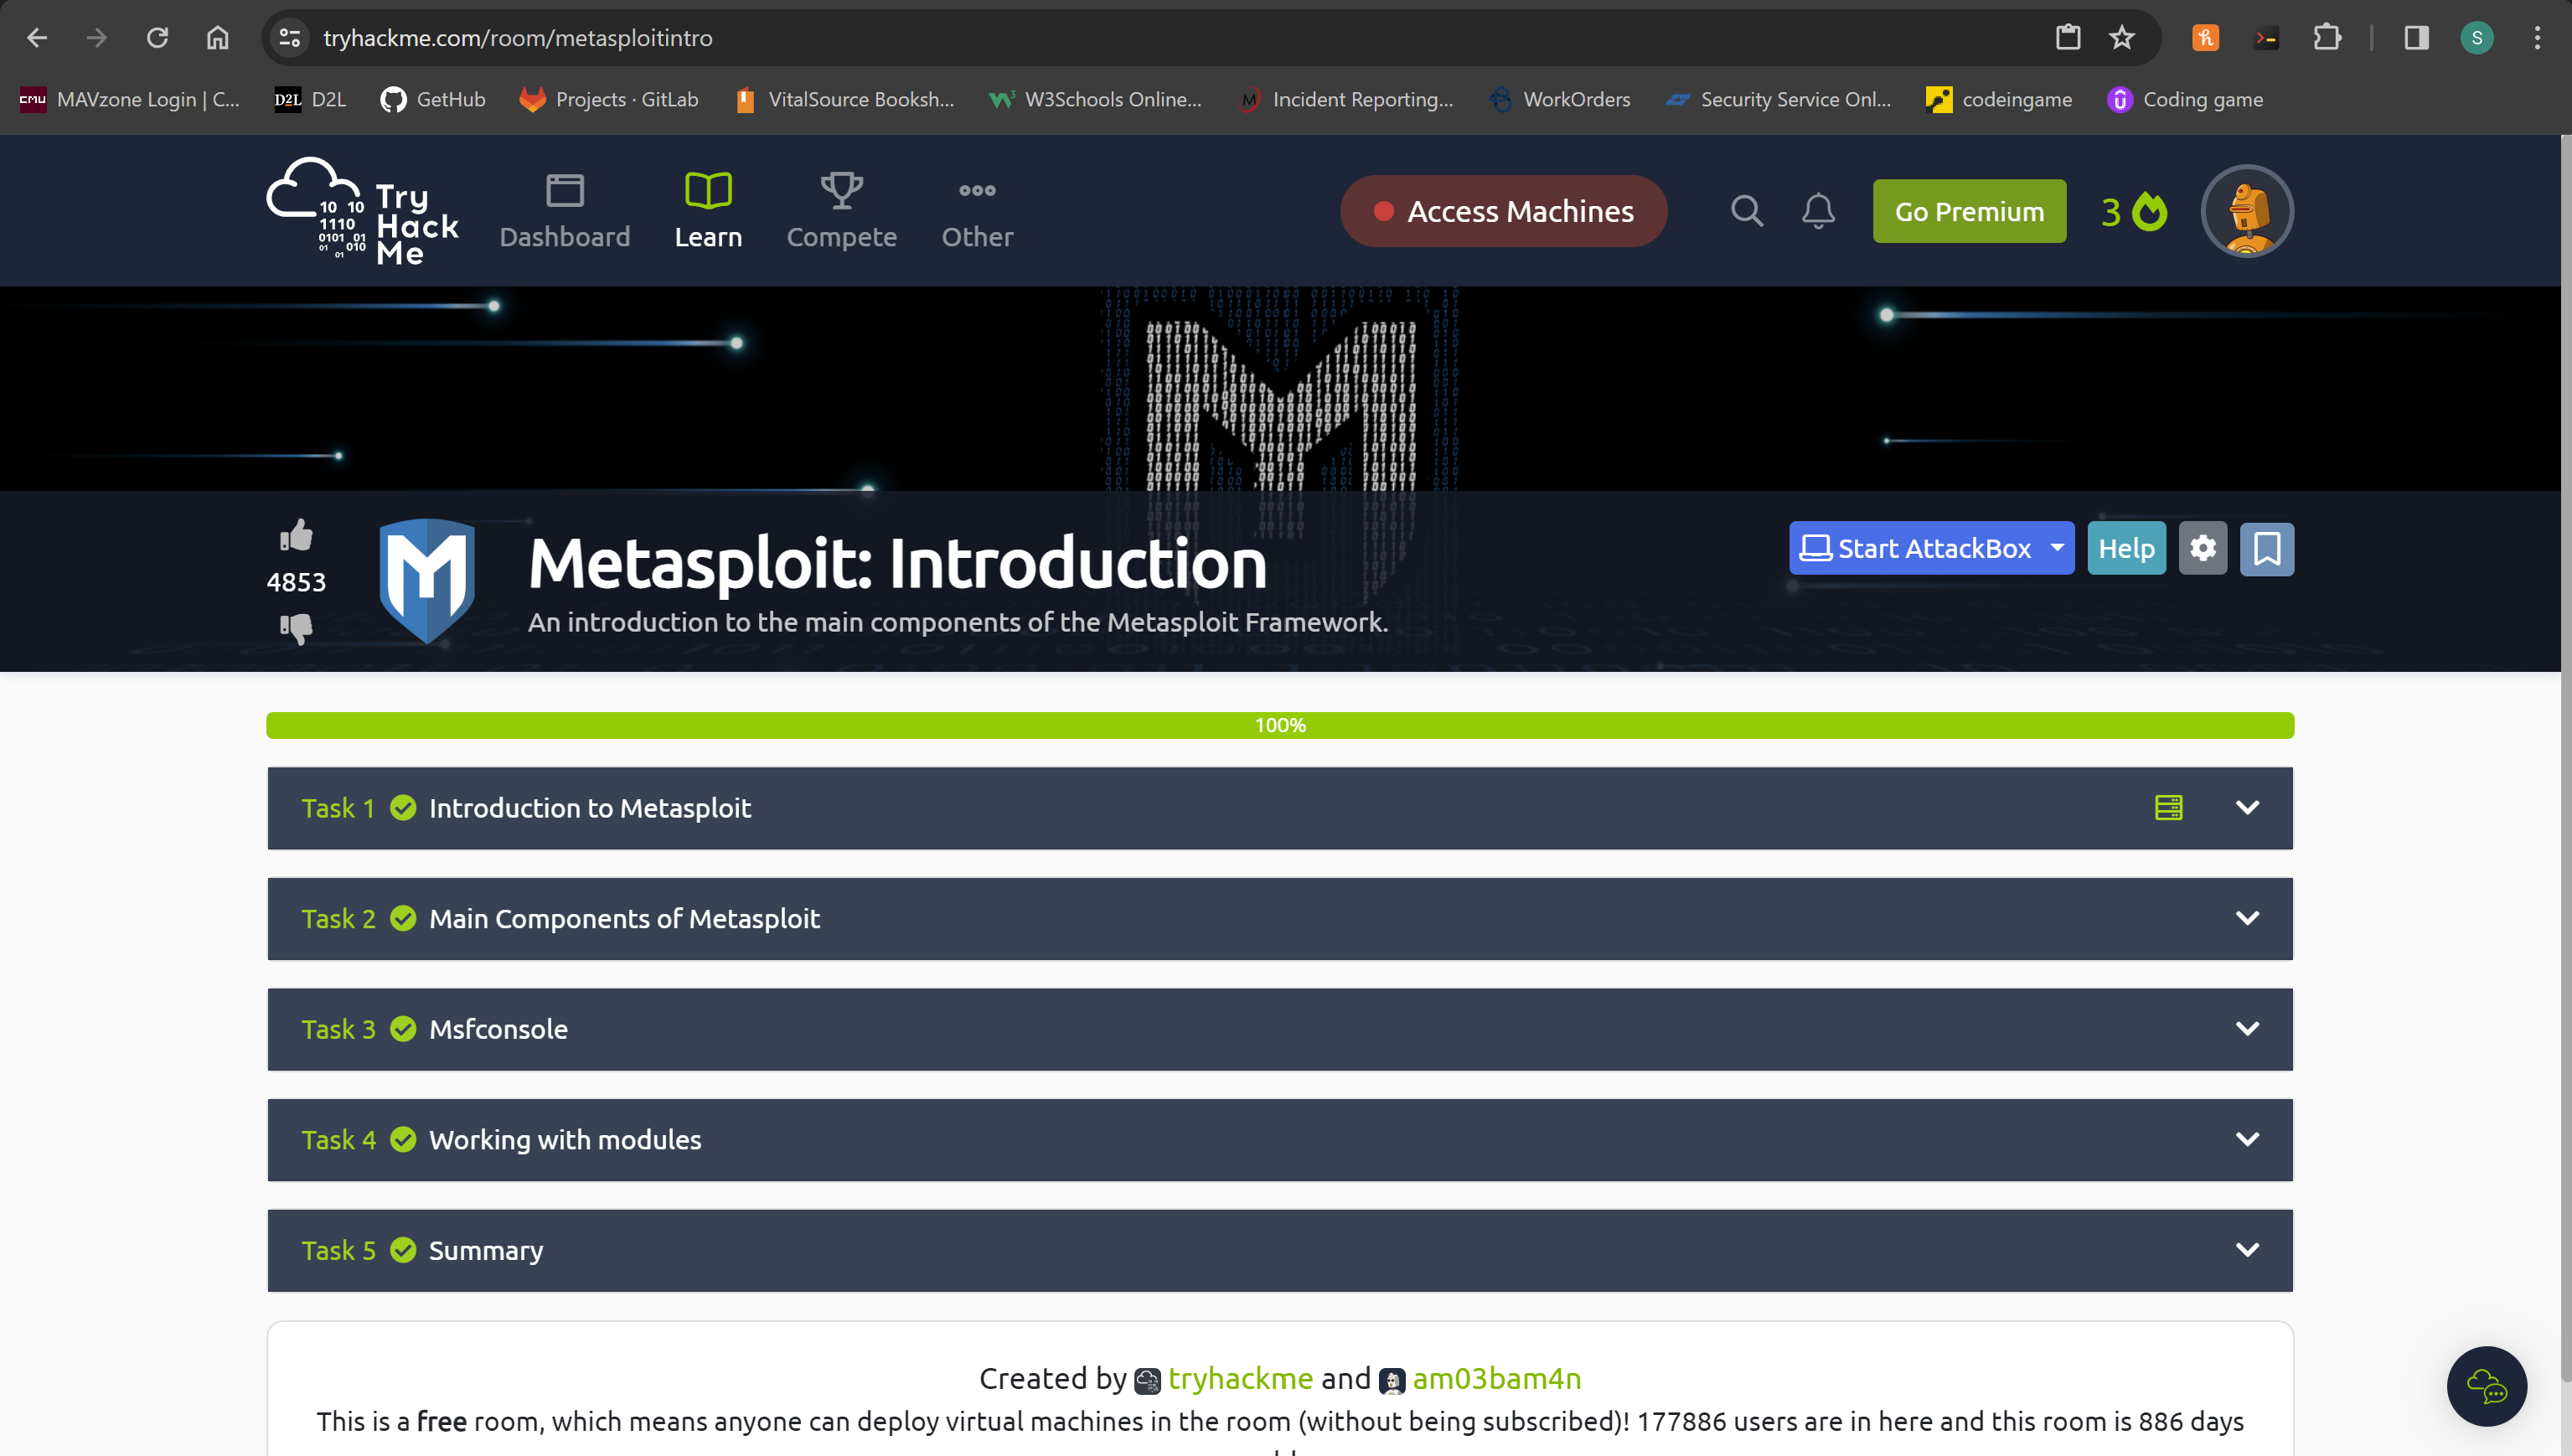 tryhackme.com/room/metasploitintro
S
CMU MAVzone Login | C...
D2L D2L
GetHub
Projects · GitLab
VitalSource Booksh...
W3Schools Online...
Incident Reporting...
WorkOrders
Security Service Onl...
codeingame
Coding game
Try
Hack
Me
Dashboard
Learn
Compete
Other
Access Machines
Go Premium
3
4853
Metasploit: Introduction
An introduction to the main components of the Metasploit Framework.
Start AttackBox
Help
100%
Task 1 Introduction to Metasploit
Task 2 Main Components of Metasploit
Task 3 Msfconsole
Task 4 Working with modules
Task 5 Summary
Created by tryhackme and am03bam4n
This is a free room, which means anyone can deploy virtual machines in the room (without being subscribed)! 177886 users are in here and this room is 886 days